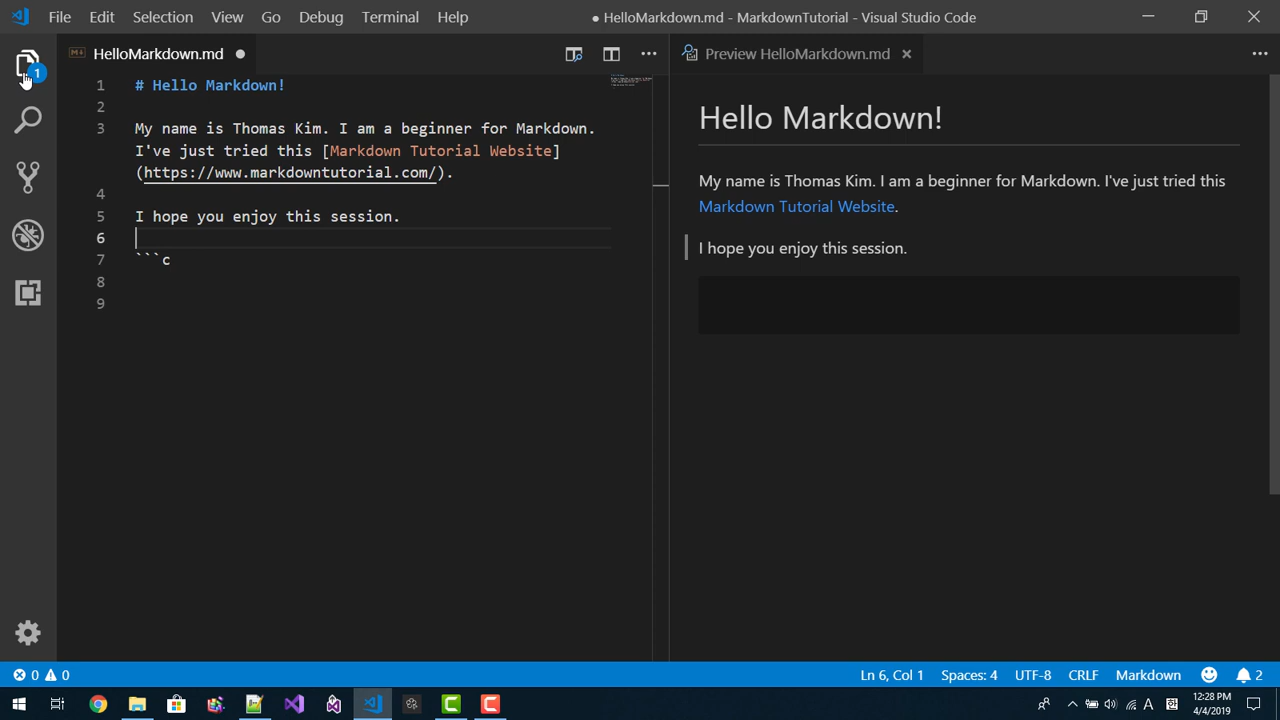 File Edit Selection View Go Debug Terminal Help
● HelloMarkdown.md - MarkdownTutorial - Visual Studio Code
1
HelloMarkdown.md ●
Preview HelloMarkdown.md ×
1 # Hello Markdown!
2
3 My name is Thomas Kim. I am a beginner for Markdown.
I've just tried this [Markdown Tutorial Website]
(https://www.markdowntutorial.com/).
4
5 I hope you enjoy this session.
6
7 ```c
8
9
Hello Markdown!
My name is Thomas Kim. I am a beginner for Markdown. I've just tried this
Markdown Tutorial Website.
I hope you enjoy this session.
0 0
Ln 6, Col 1 Spaces: 4 UTF-8 CRLF Markdown 2
A
12:28 PM
4/4/2019